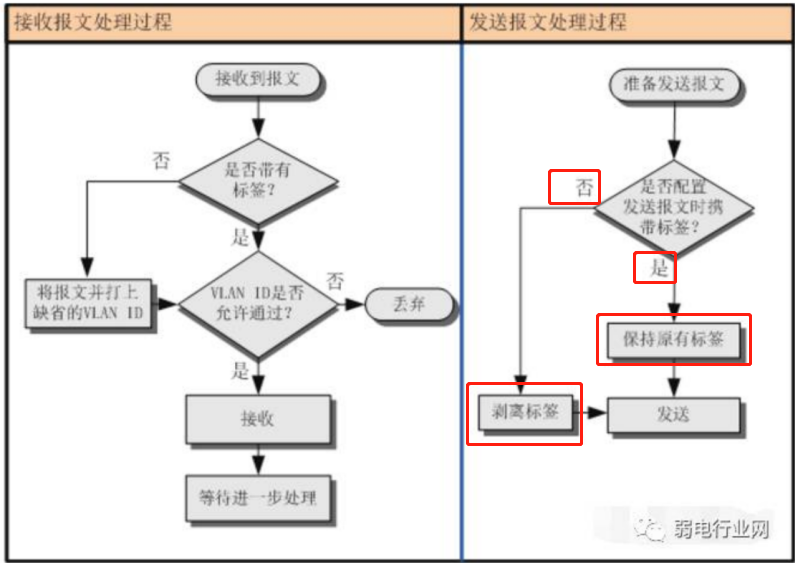 接收报文处理过程
接收到报文
是否带有
标签？
否
是
将报文并打上
缺省的VLAN ID
VLAN ID是否
允许通过？
否
丢弃
是
接收
等待进一步处理
发送报文处理过程
准备发送报文
是否配置
发送报文时携
带标签？
否
是
保持原有标签
剥离标签
发送
弱电行业网